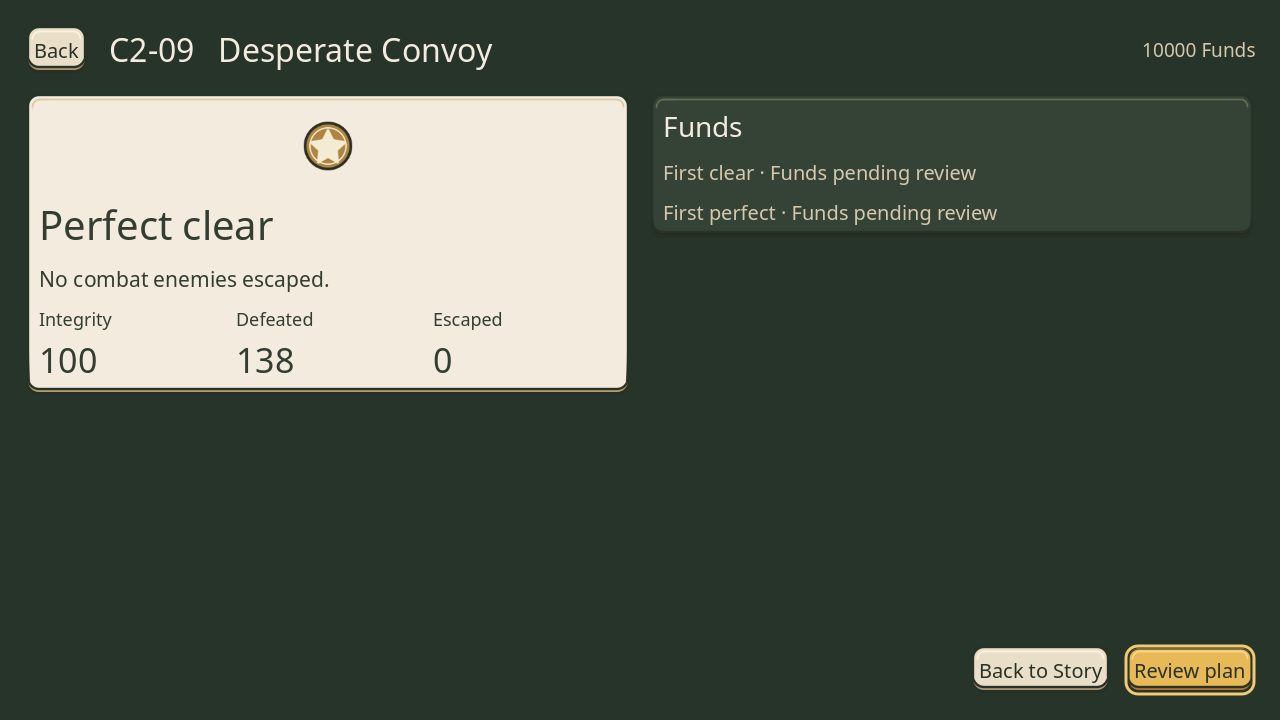 Back
C2-09 Desperate Convoy
10000 Funds
Perfect clear
No combat enemies escaped.
Integrity Defeated Escaped
100 138 0
Funds
First clear · Funds pending review
First perfect · Funds pending review
Back to Story
Review plan